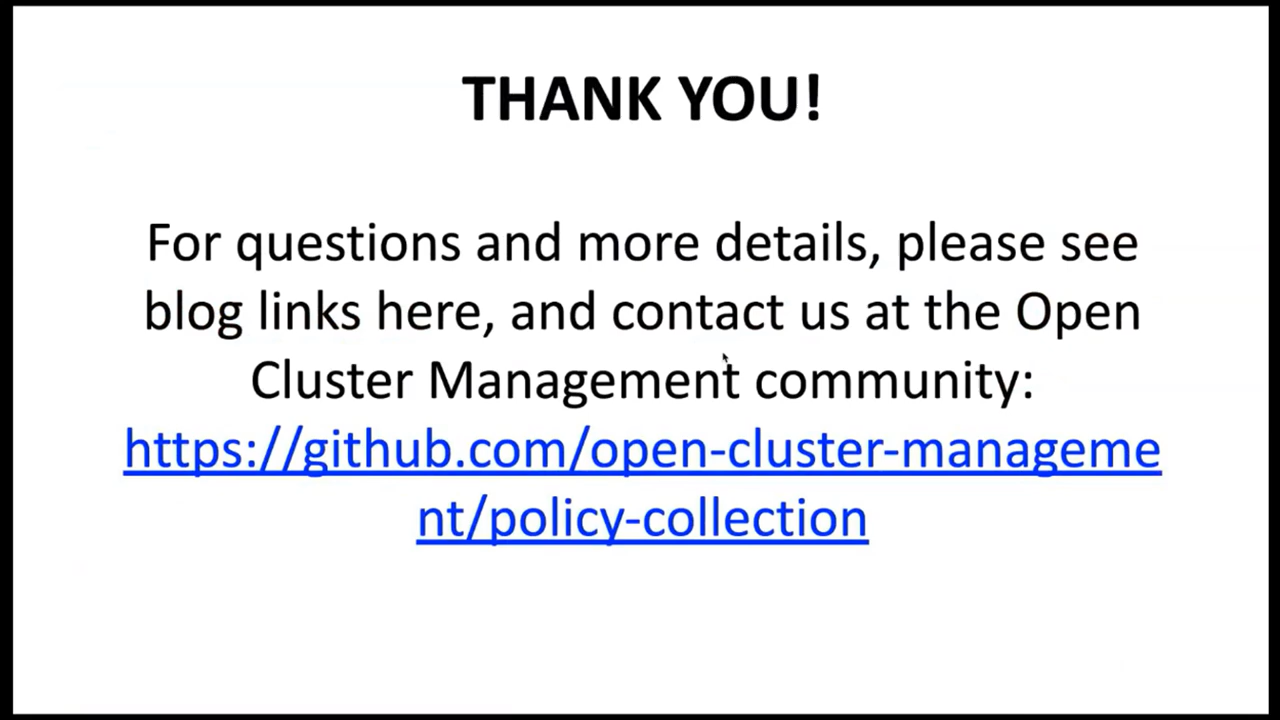 THANK YOU!
For questions and more details, please see
blog links here, and contact us at the Open
Cluster Management community:
https://github.com/open-cluster-manageme
nt/policy-collection